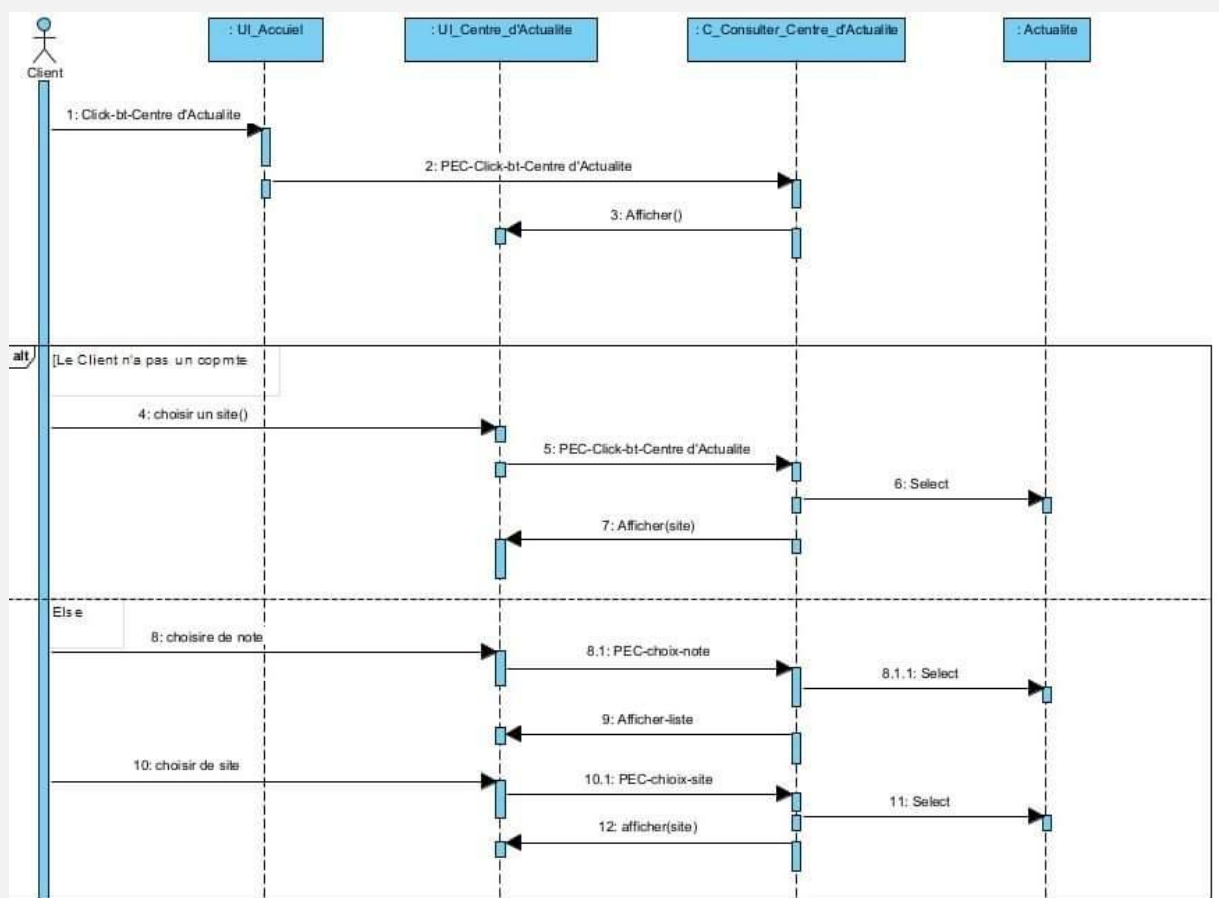 : UI_Accuiel
: UI_Centre_d'Actualite
: C_Consulter_Centre_d'Actualite
: Actualite
Client
1: Click-bt-Centre d'Actualite
2: PEC-Click-bt-Centre d'Actualite
3: Afficher()
alt
[Le Client n'a pas un copmte
4: choisir un site()
5: PEC-Click-bt-Centre d'Actualite
6: Select
7: Afficher(site)
Else
8: choisire de note
8.1: PEC-choix-note
8.1.1: Select
9: Afficher-liste
10: choisir de site
10.1: PEC-chioix-site
11: Select
12: afficher(site)